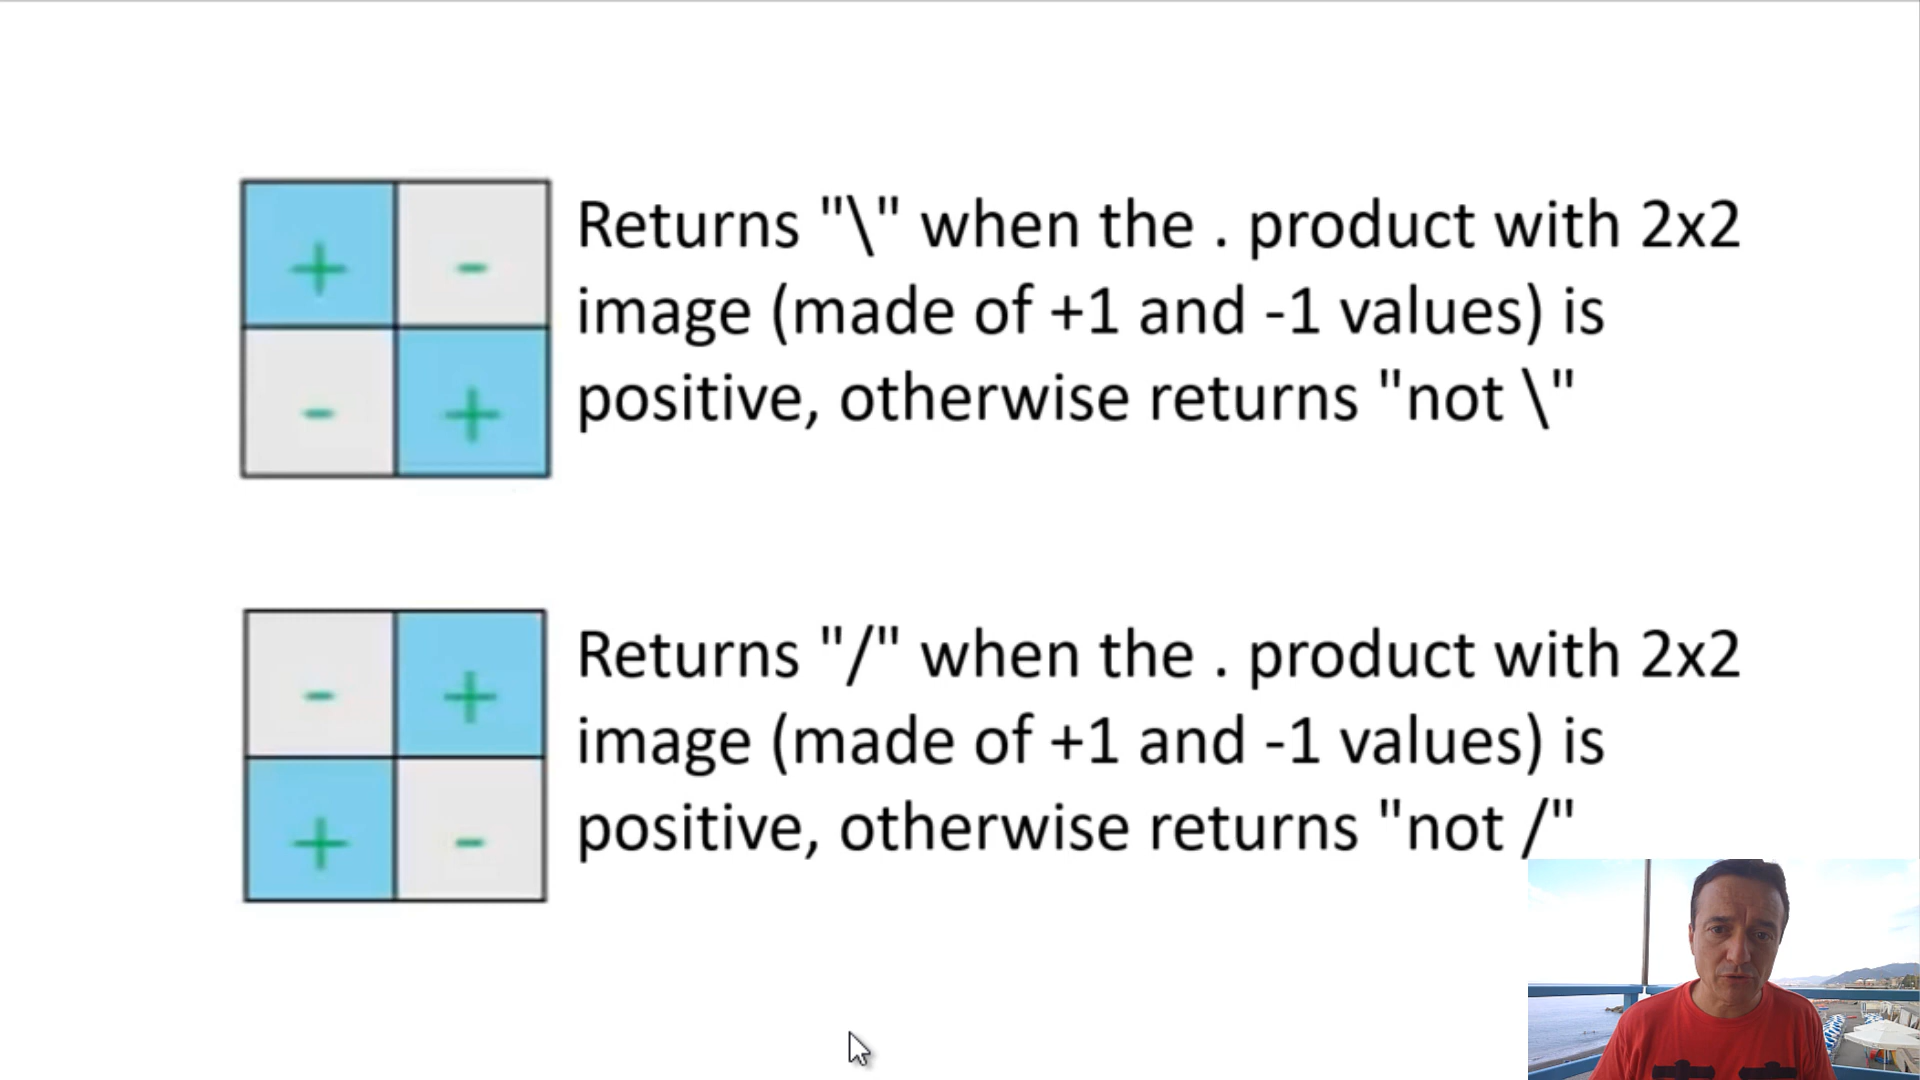 + -
- +
Returns "\" when the . product with 2x2
image (made of +1 and -1 values) is
positive, otherwise returns "not \"
- +
+ -
Returns "/" when the . product with 2x2
image (made of +1 and -1 values) is
positive, otherwise returns "not /"